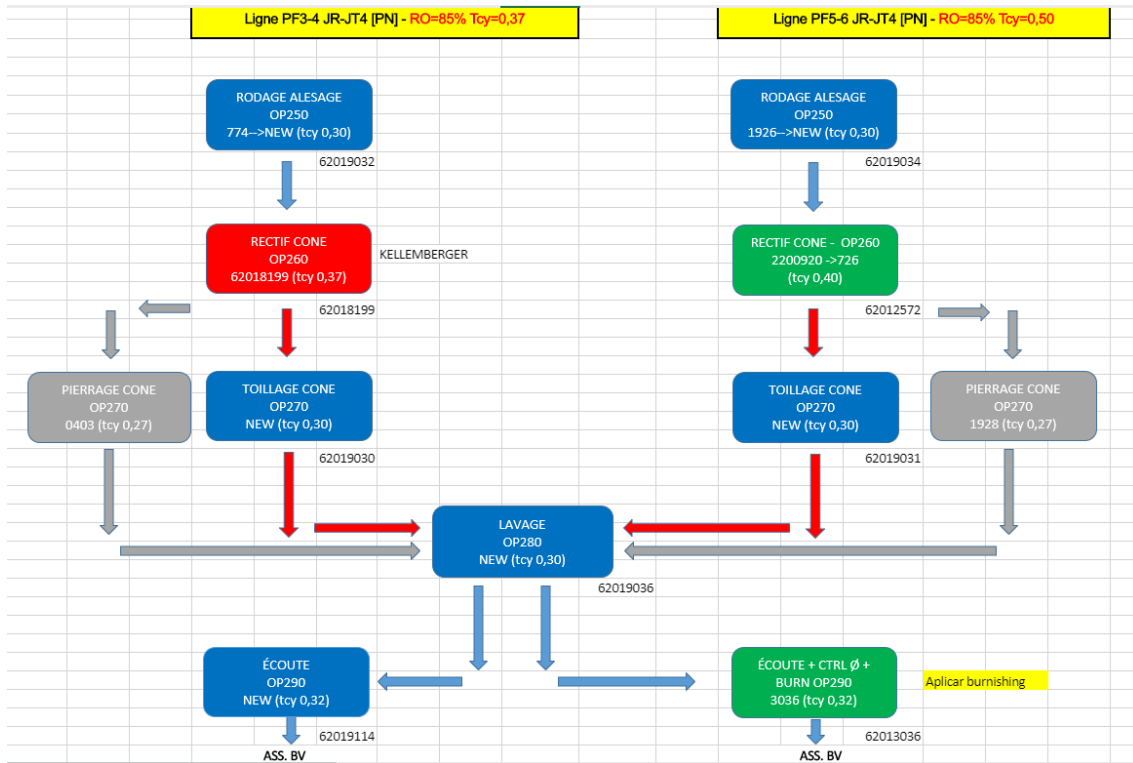 Ligne PF3-4 JR-JT4 [PN] - RO=85% Tcy=0,37
Ligne PF5-6 JR-JT4 [PN] - RO=85% Tcy=0,50
RODAGE ALESAGE
OP250
774-->NEW (tcy 0,30)
62019032
RODAGE ALESAGE
OP250
1926-->NEW (tcy 0,30)
62019034
RECTIF CONE
OP260
62018199 (tcy 0,37)
KELLEMBERGER
62018199
RECTIF CONE - OP260
2200920 ->726
(tcy 0,40)
62012572
PIERRAGE CONE
OP270
0403 (tcy 0,27)
TOILLAGE CONE
OP270
NEW (tcy 0,30)
62019030
TOILLAGE CONE
OP270
NEW (tcy 0,30)
62019031
PIERRAGE CONE
OP270
1928 (tcy 0,27)
LAVAGE
OP280
NEW (tcy 0,30)
62019036
ÉCOUTE
OP290
NEW (tcy 0,32)
62019114
ASS. BV
ÉCOUTE + CTRL Ø +
BURN OP290
3036 (tcy 0,32)
Aplicar burnishing
62013036
ASS. BV